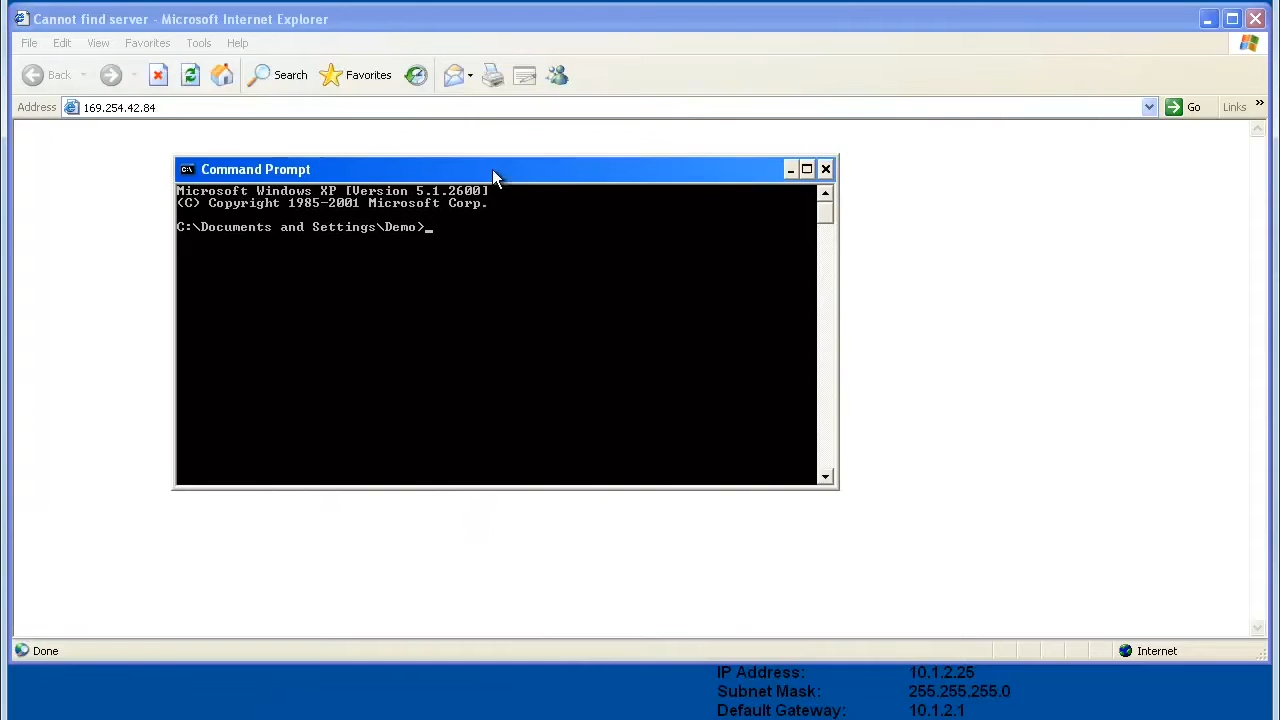 Cannot find server - Microsoft Internet Explorer
File Edit View Favorites Tools Help
Back Search Favorites
Address 169.254.42.84 Go Links »
C:\ Command Prompt
Microsoft Windows XP [Version 5.1.2600]
(C) Copyright 1985-2001 Microsoft Corp.
C:\Documents and Settings\Demo>_
Done Internet
IP Address: 10.1.2.25
Subnet Mask: 255.255.255.0
Default Gateway: 10.1.2.1